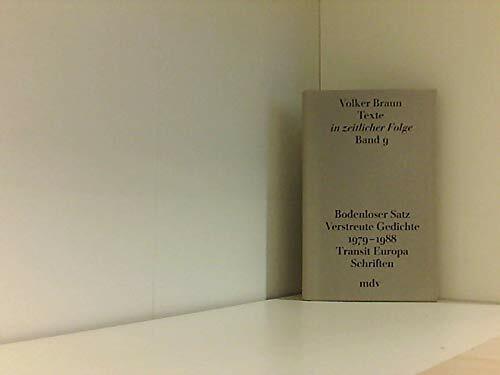 Volker Braun
Texte
in zeitlicher Folge
Band 9
Bodenloser Satz
Verstreute Gedichte
1979–1988
Transit Europa
Schriften
mdv